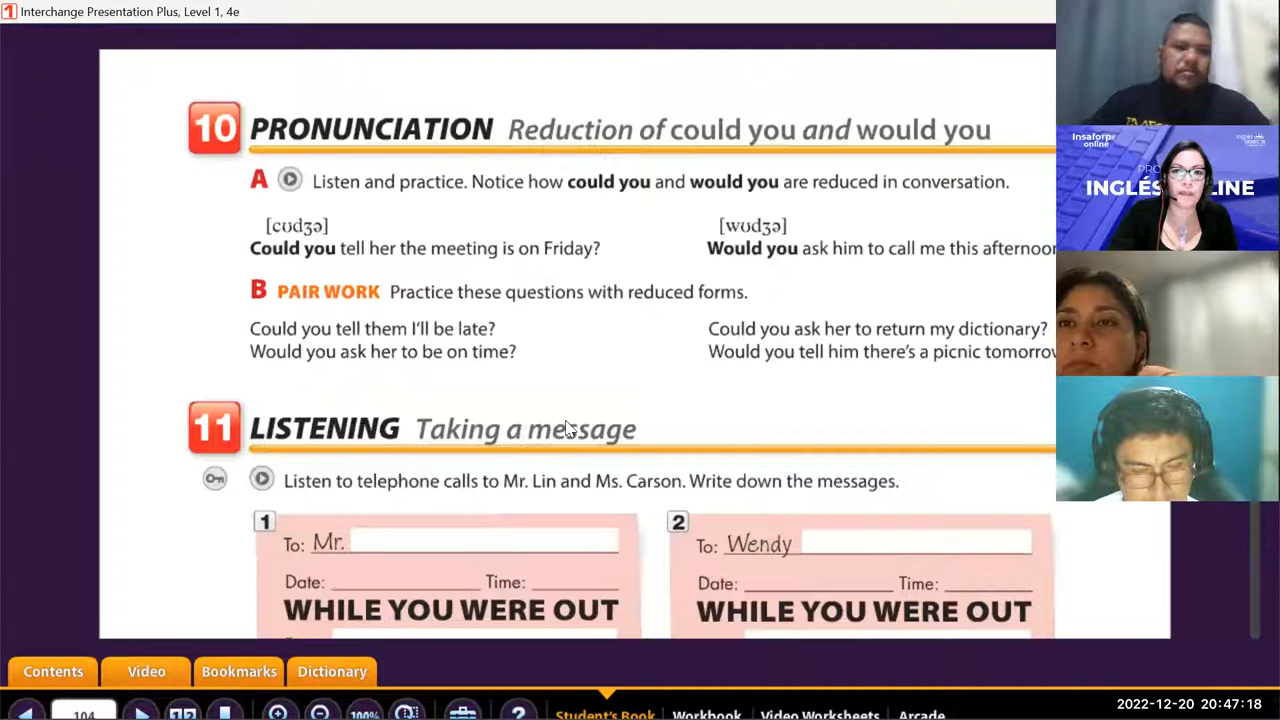 Interchange Presentation Plus, Level 1, 4e
10 PRONUNCIATION Reduction of could you and would you
A Listen and practice. Notice how could you and would you are reduced in conversation.
[cʊdʒə] [wʊdʒə]
Could you tell her the meeting is on Friday? Would you ask him to call me this afternoon
B PAIR WORK Practice these questions with reduced forms.
Could you tell them I'll be late? Could you ask her to return my dictionary?
Would you ask her to be on time? Would you tell him there's a picnic tomorrow
11 LISTENING Taking a message
Listen to telephone calls to Mr. Lin and Ms. Carson. Write down the messages.
1 2
To: Mr. To: Wendy
Date: Time: Date: Time:
WHILE YOU WERE OUT WHILE YOU WERE OUT
Insaforp online
INGLÉS LINE
Contents Video Bookmarks Dictionary
104 100% ? Student's Book Workbook Video Worksheets Arcade
2022-12-20 20:47:18